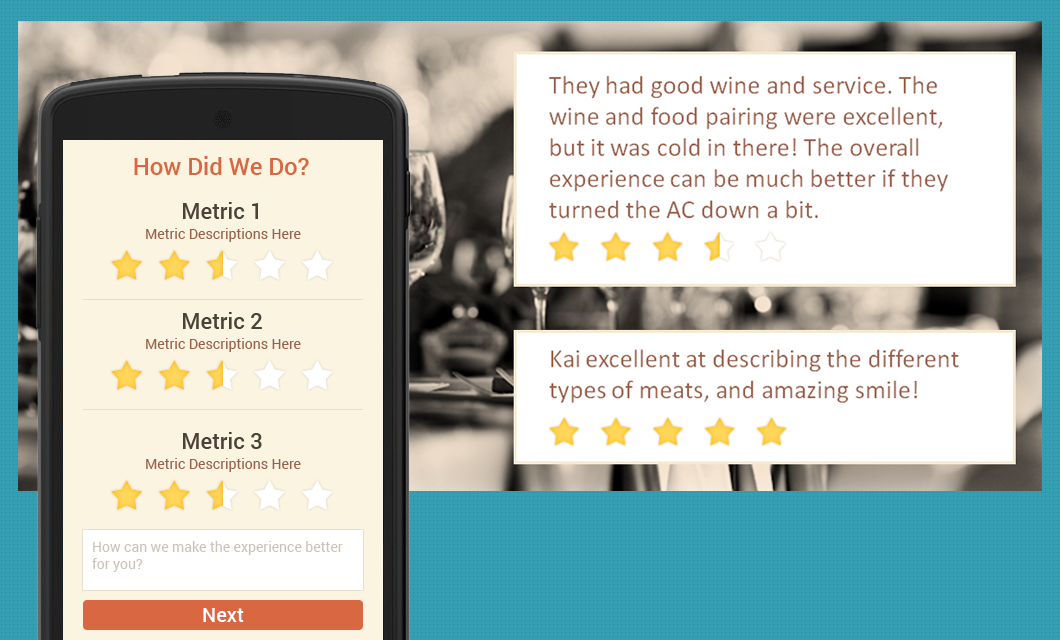 How Did We Do?
Metric 1
Metric Descriptions Here
Metric 2
Metric Descriptions Here
Metric 3
Metric Descriptions Here
How can we make the experience better
for you?
Next
They had good wine and service. The
wine and food pairing were excellent,
but it was cold in there! The overall
experience can be much better if they
turned the AC down a bit.
Kai excellent at describing the different
types of meats, and amazing smile!